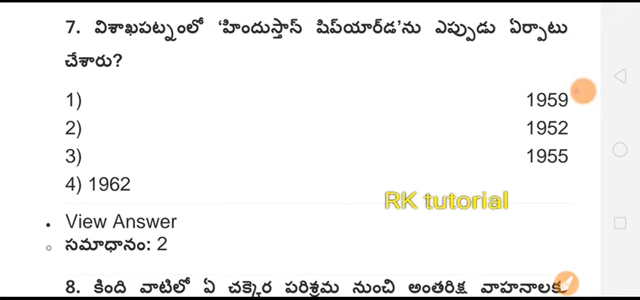 7. విశాఖపట్నంలో ‘హిందుస్తాన్ షిప్‌యార్‌డ’ను ఎప్పుడు ఏర్పాటు
చేశారు?
1) 1959
2) 1952
3) 1955
4) 1962
RK tutorial
View Answer
సమాధానం: 2
8. కింది వాటిలో ఏ చక్కెర పరిశ్రమ నుంచి అంతరిక్ష వాహనాలకు